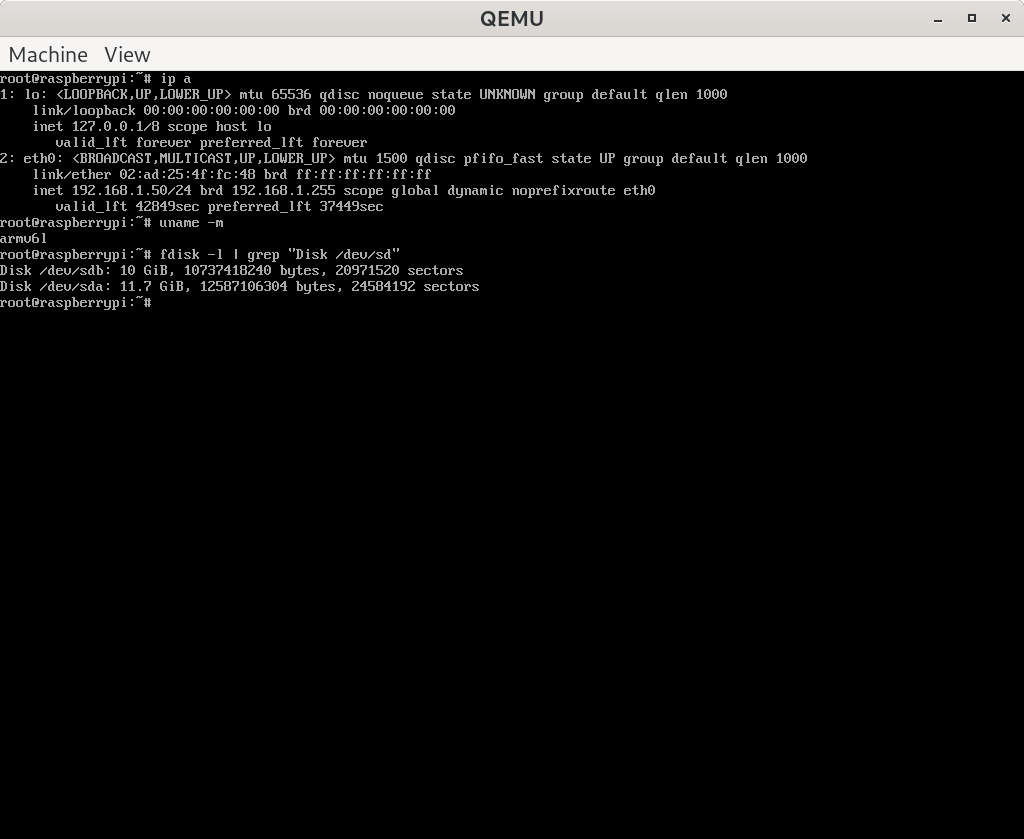 QEMU
Machine View
root@raspberrypi:~# ip a
1: lo: <LOOPBACK,UP,LOWER_UP> mtu 65536 qdisc noqueue state UNKNOWN group default qlen 1000
    link/loopback 00:00:00:00:00:00 brd 00:00:00:00:00:00
    inet 127.0.0.1/8 scope host lo
       valid_lft forever preferred_lft forever
2: eth0: <BROADCAST,MULTICAST,UP,LOWER_UP> mtu 1500 qdisc pfifo_fast state UP group default qlen 1000
    link/ether 02:ad:25:4f:fc:48 brd ff:ff:ff:ff:ff:ff
    inet 192.168.1.50/24 brd 192.168.1.255 scope global dynamic noprefixroute eth0
       valid_lft 42849sec preferred_lft 37449sec
root@raspberrypi:~# uname -m
armv6l
root@raspberrypi:~# fdisk -l | grep "Disk /dev/sd"
Disk /dev/sdb: 10 GiB, 10737418240 bytes, 20971520 sectors
Disk /dev/sda: 11.7 GiB, 12587106304 bytes, 24584192 sectors
root@raspberrypi:~#